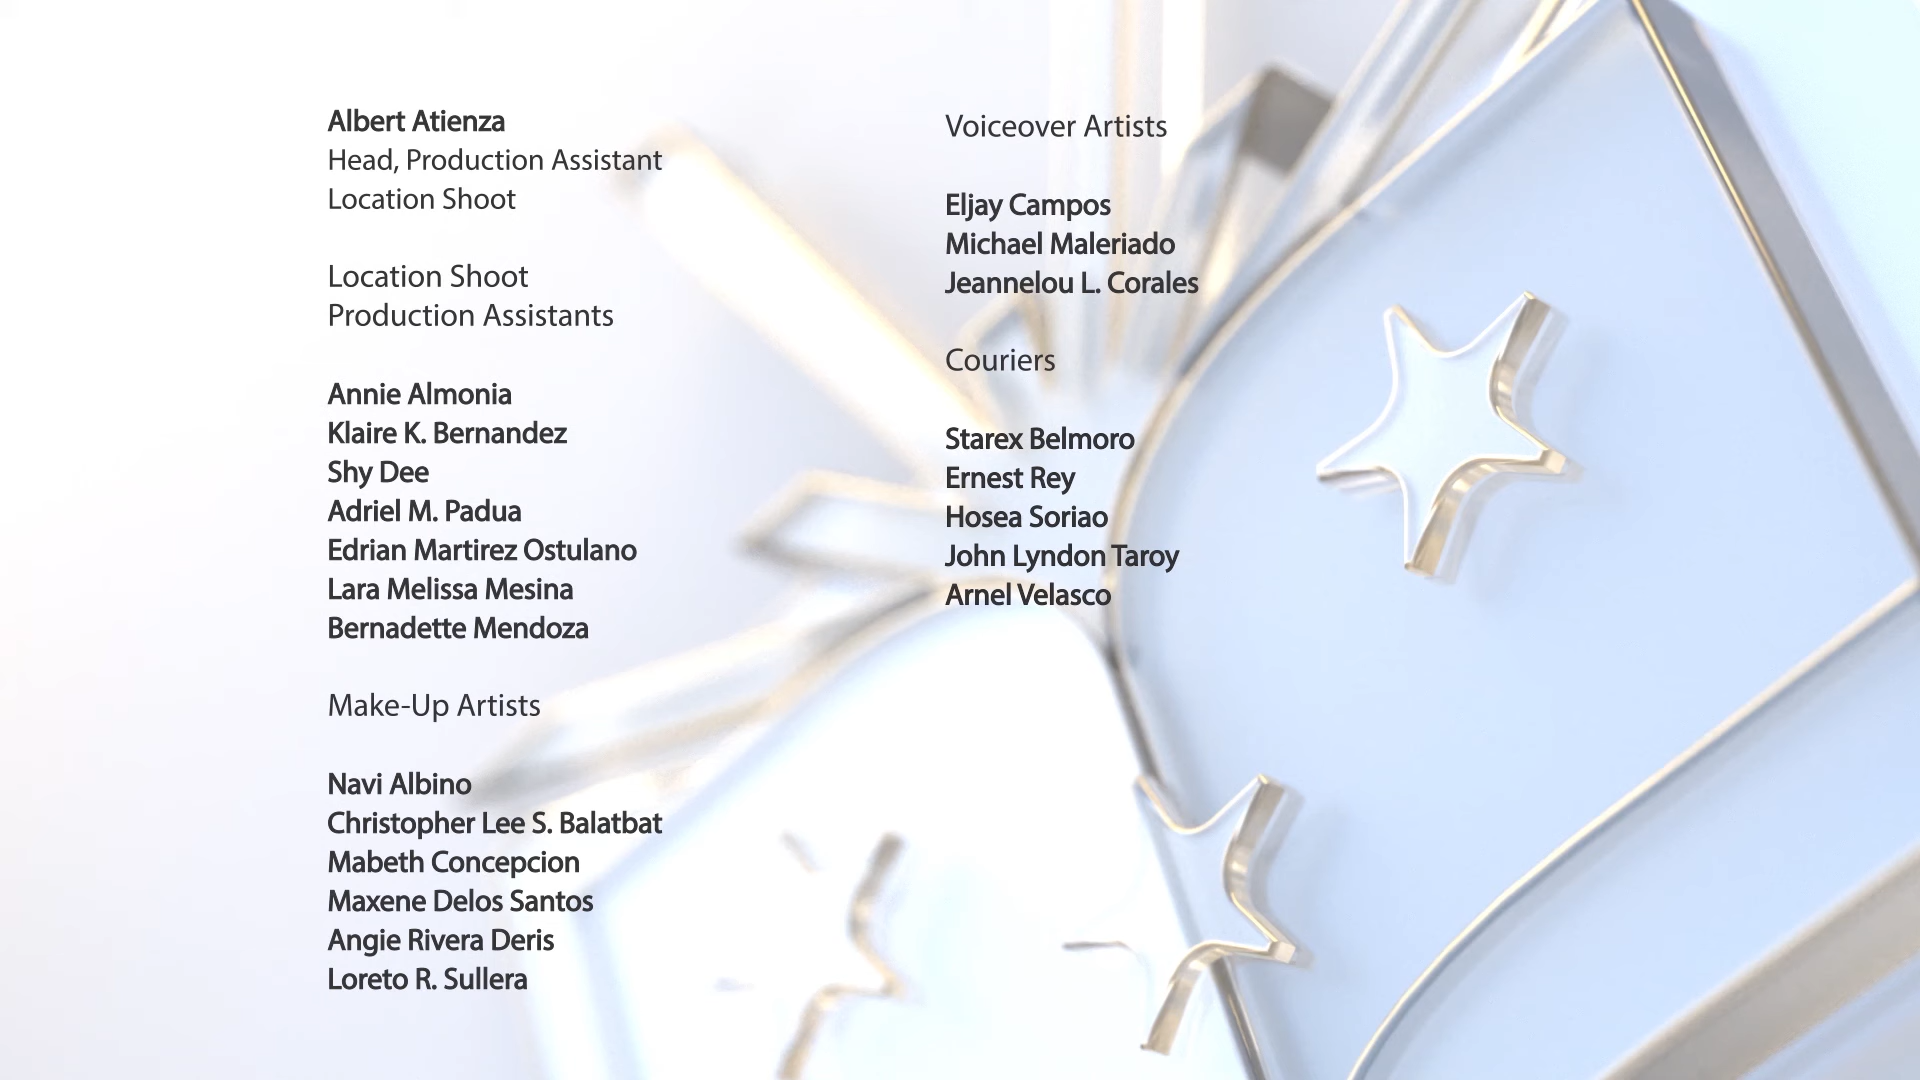 Albert Atienza
Head, Production Assistant
Location Shoot
Location Shoot
Production Assistants
Annie Almonia
Klaire K. Bernandez
Shy Dee
Adriel M. Padua
Edrian Martirez Ostulano
Lara Melissa Mesina
Bernadette Mendoza
Make-Up Artists
Navi Albino
Christopher Lee S. Balatbat
Mabeth Concepcion
Maxene Delos Santos
Angie Rivera Deris
Loreto R. Sullera
Voiceover Artists
Eljay Campos
Michael Maleriado
Jeannelou L. Corales
Couriers
Starex Belmoro
Ernest Rey
Hosea Soriao
John Lyndon Taroy
Arnel Velasco